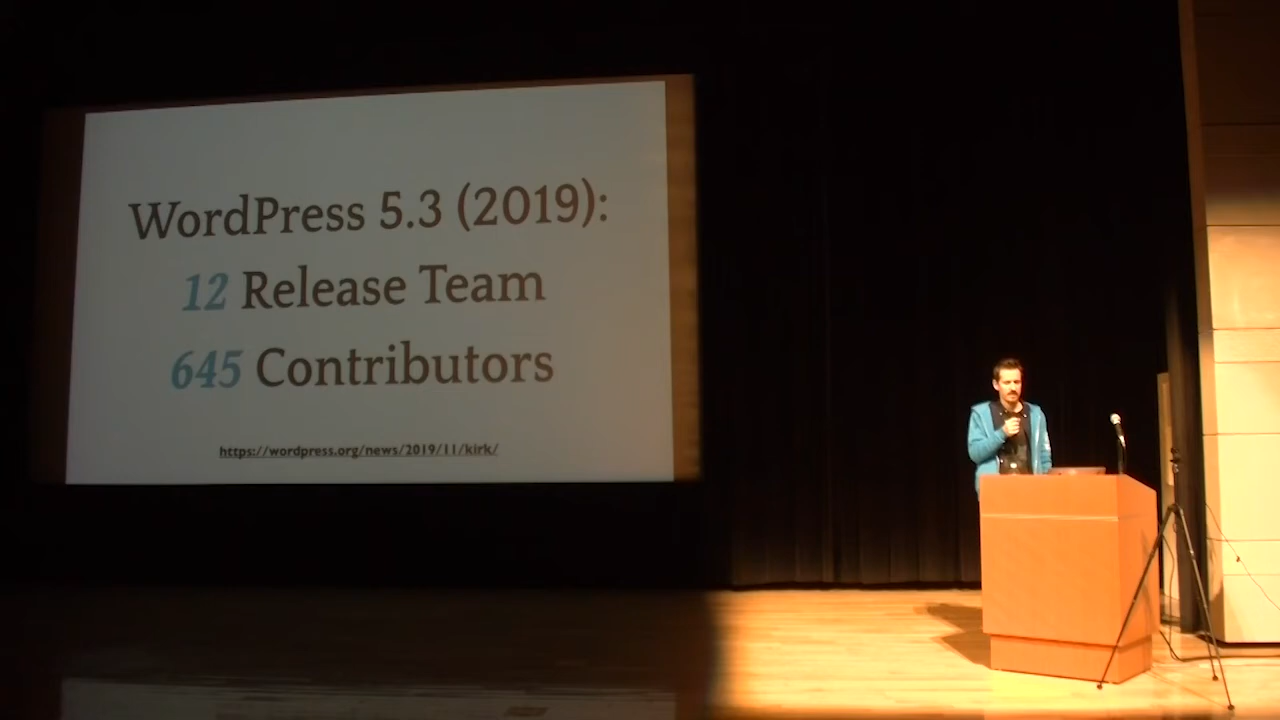 WordPress 5.3 (2019):
12 Release Team
645 Contributors
https://wordpress.org/news/2019/11/kirk/